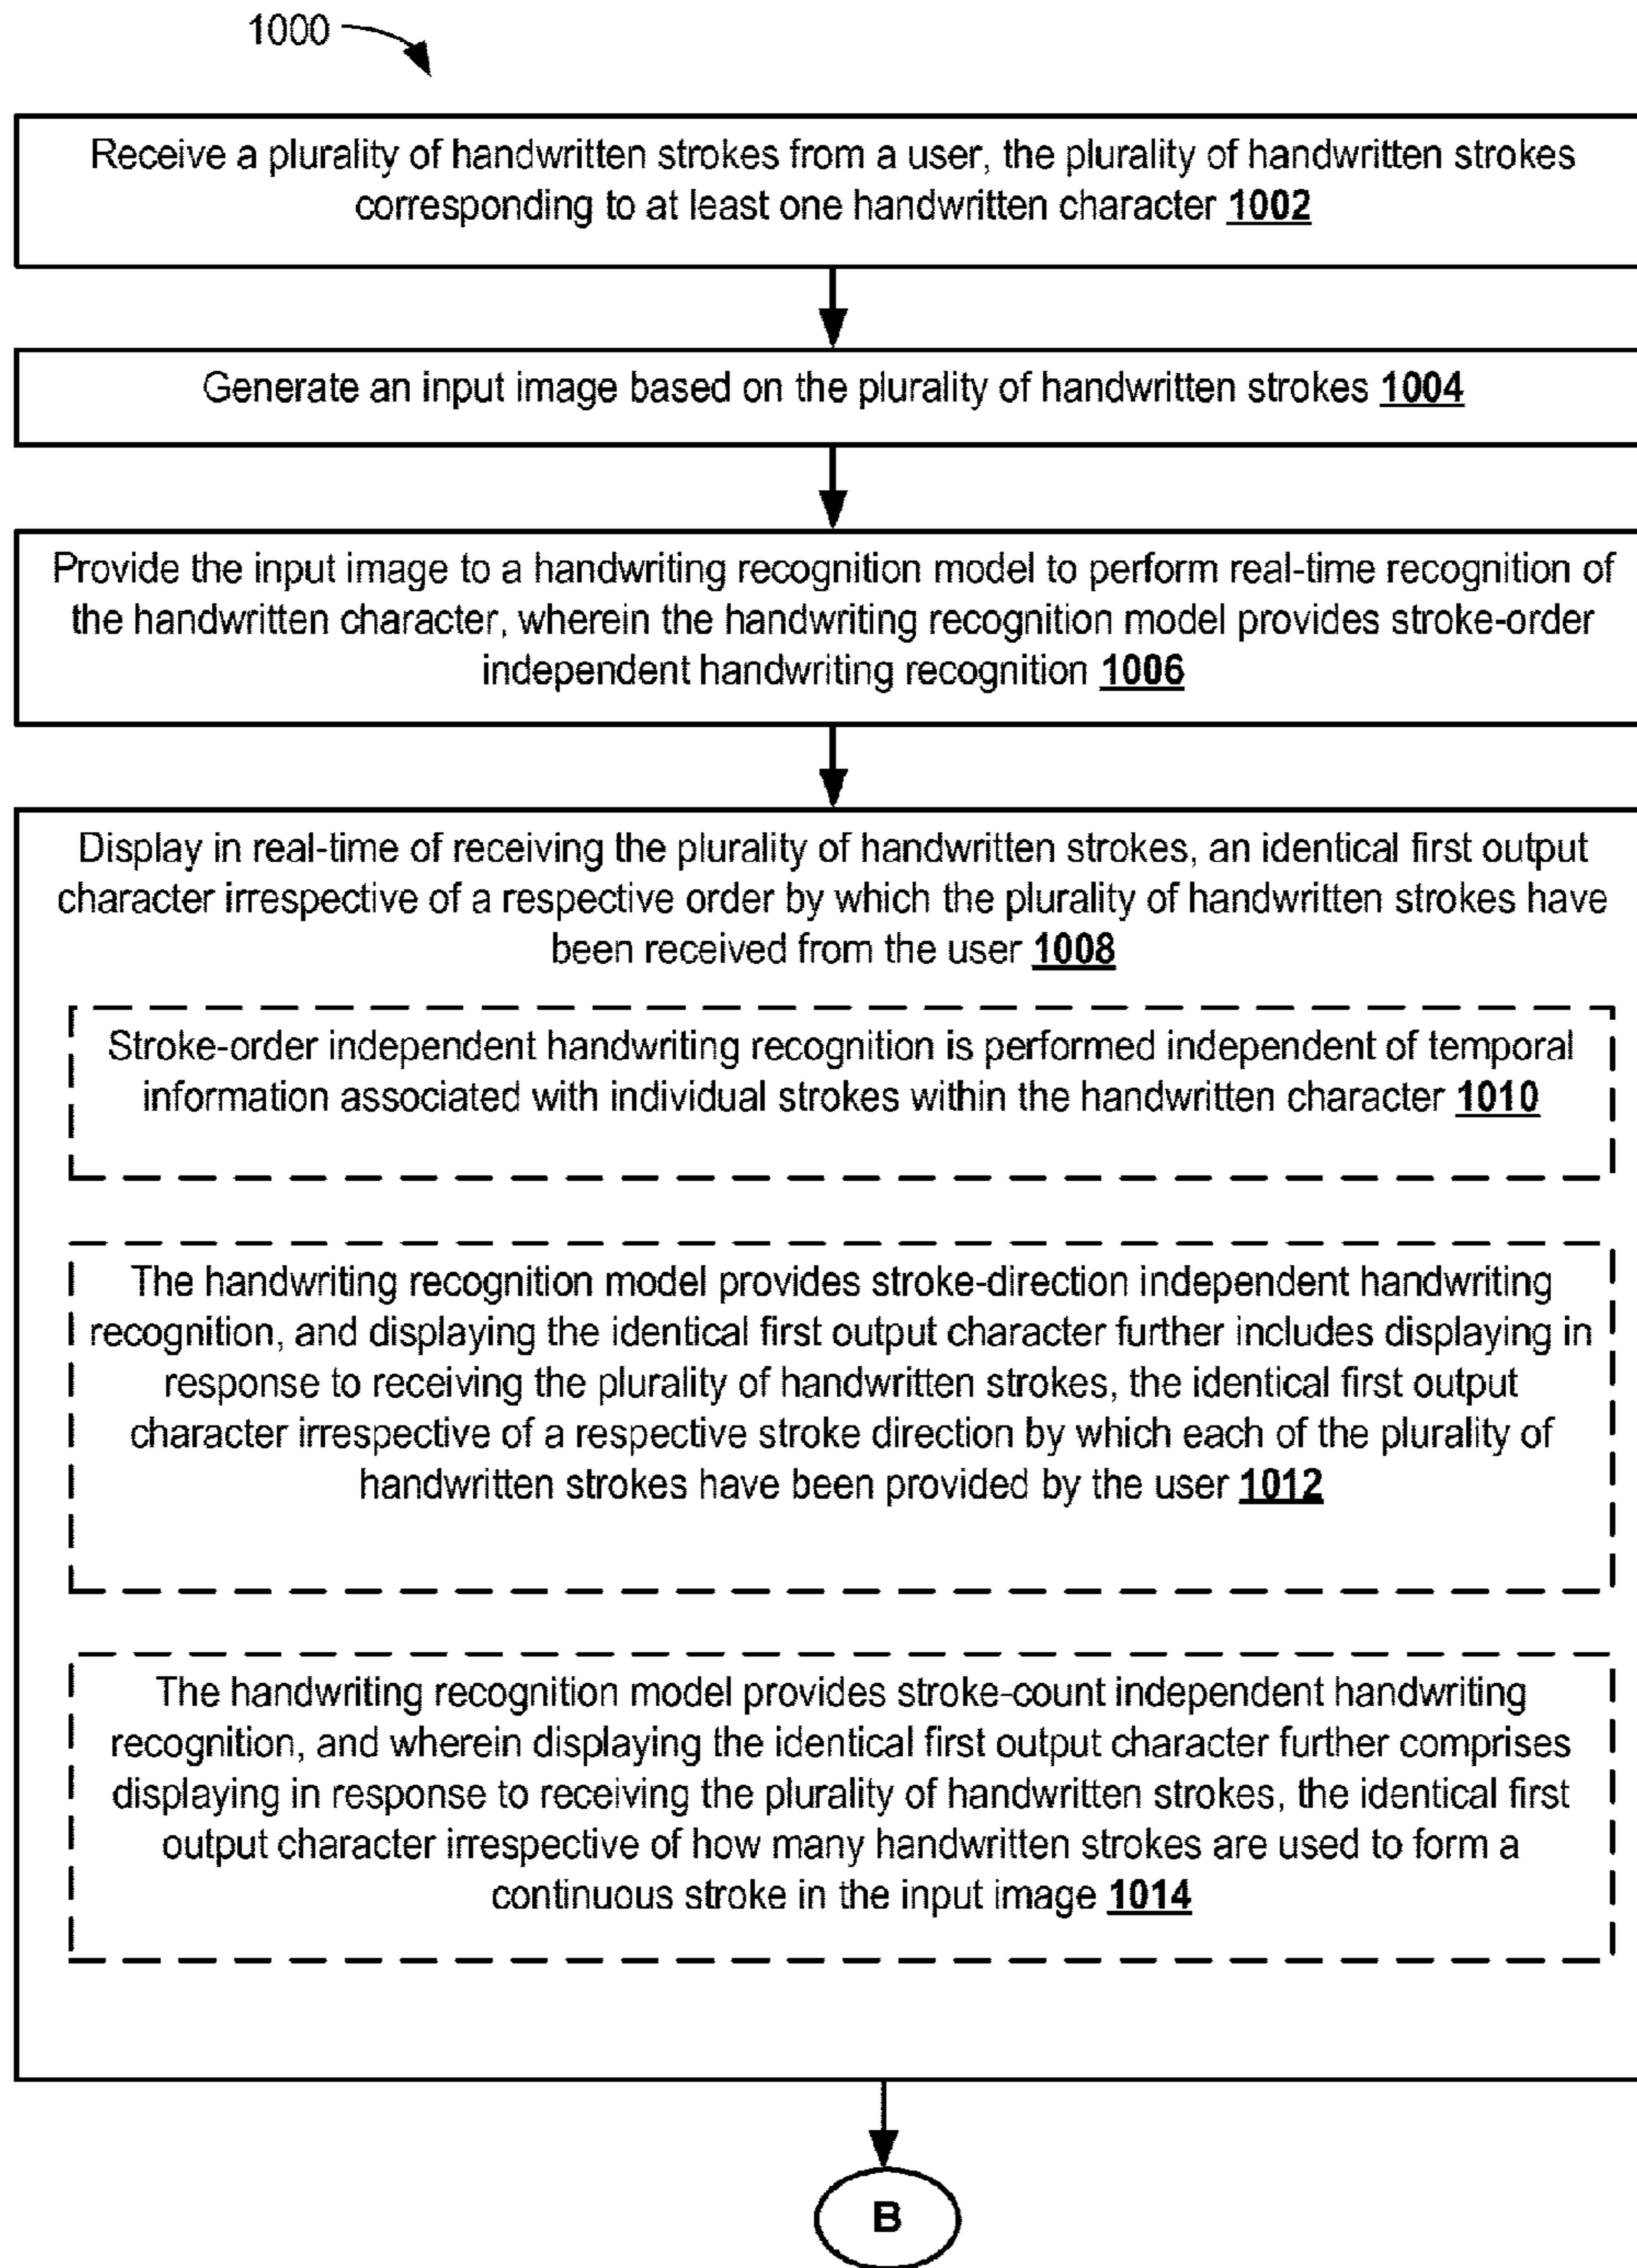 1000
Receive a plurality of handwritten strokes from a user, the plurality of handwritten strokes
corresponding to at least one handwritten character 1002
Generate an input image based on the plurality of handwritten strokes 1004
Provide the input image to a handwriting recognition model to perform real-time recognition of
the handwritten character, wherein the handwriting recognition model provides stroke-order
independent handwriting recognition 1006
Display in real-time of receiving the plurality of handwritten strokes, an identical first output
character irrespective of a respective order by which the plurality of handwritten strokes have
been received from the user 1008
Stroke-order independent handwriting recognition is performed independent of temporal
information associated with individual strokes within the handwritten character 1010
The handwriting recognition model provides stroke-direction independent handwriting
recognition, and displaying the identical first output character further includes displaying in
response to receiving the plurality of handwritten strokes, the identical first output
character irrespective of a respective stroke direction by which each of the plurality of
handwritten strokes have been provided by the user 1012
The handwriting recognition model provides stroke-count independent handwriting
recognition, and wherein displaying the identical first output character further comprises
displaying in response to receiving the plurality of handwritten strokes, the identical first
output character irrespective of how many handwritten strokes are used to form a
continuous stroke in the input image 1014
B